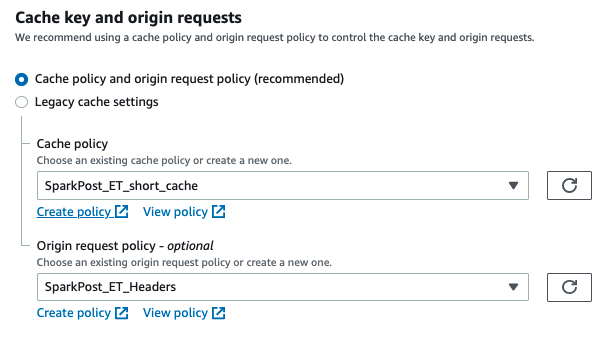 Cache key and origin requests
We recommend using a cache policy and origin request policy to control the cache key and origin requests.
Cache policy and origin request policy (recommended)
Legacy cache settings
Cache policy
Choose an existing cache policy or create a new one.
SparkPost_ET_short_cache
Create policy View policy
Origin request policy - optional
Choose an existing origin request policy or create a new one.
SparkPost_ET_Headers
Create policy View policy